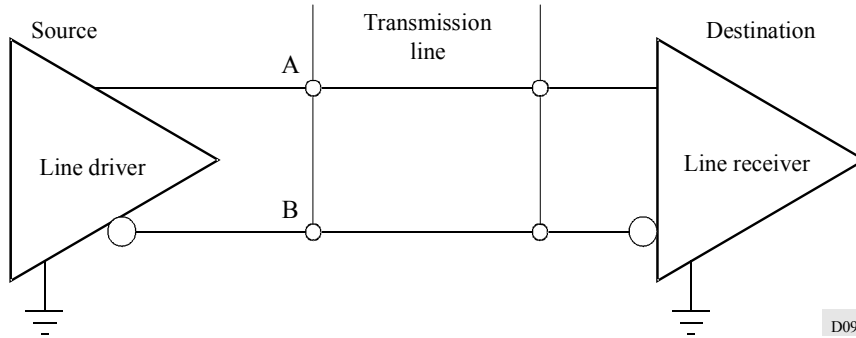 Source
Transmission
line
Destination
A
Line driver
Line receiver
B
D09